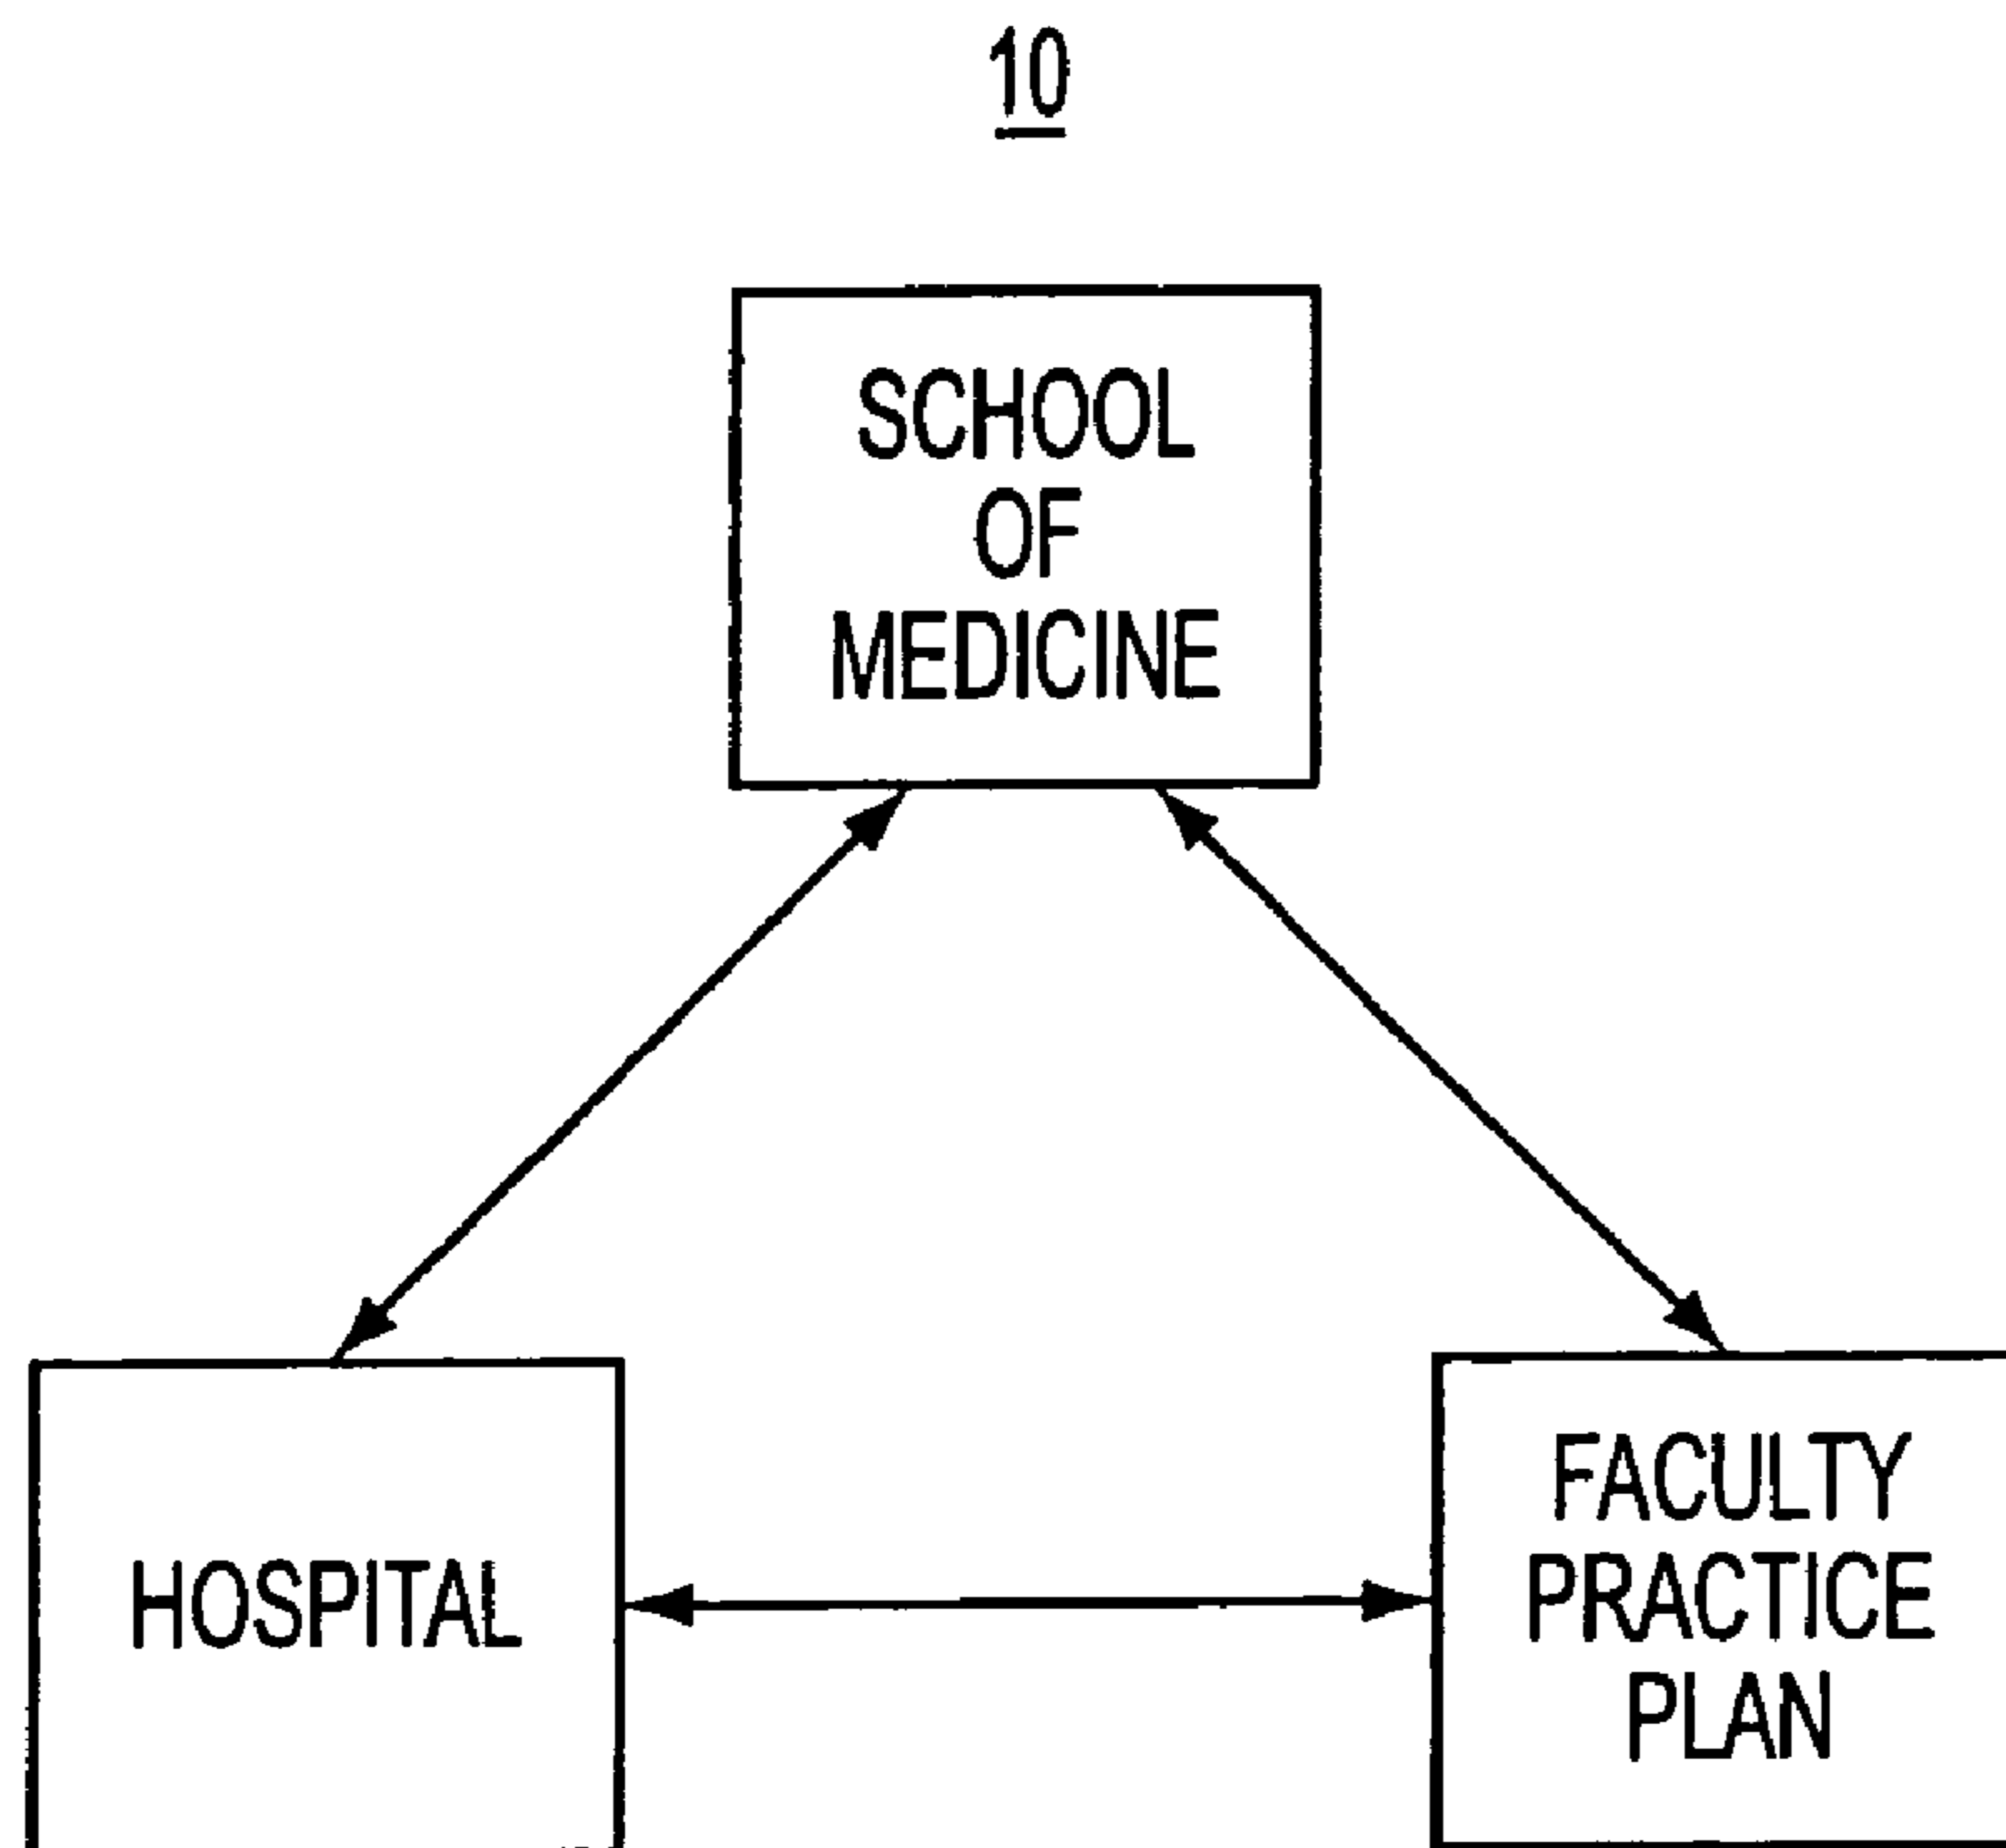 10
SCHOOL
OF
MEDICINE
HOSPITAL
FACULTY
PRACTICE
PLAN